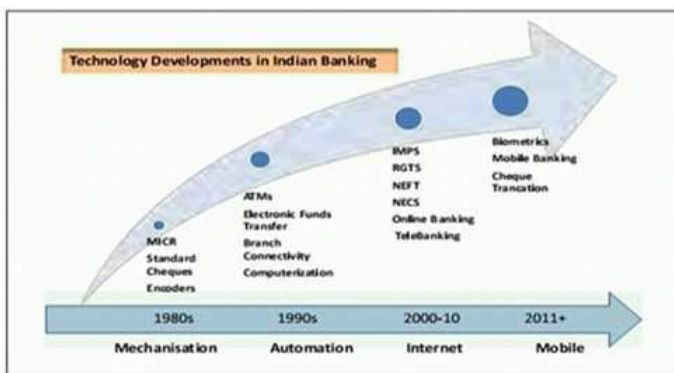 Technology Developments in Indian Banking
MICR
Standard
Cheques
Encoders
ATMs
Electronic Funds
Transfer
Branch
Connectivity
Computerization
IMPS
RGTS
NEFT
NECS
Online Banking
TeleBanking
Biometrics
Mobile Banking
Cheque
Trancation
1980s
1990s
2000-10
2011+
Mechanisation
Automation
Internet
Mobile